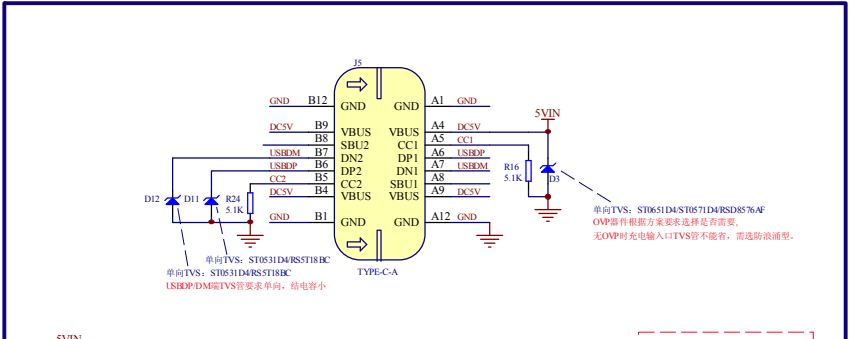 J5
GND B12 GND GND A1 GND
5VIN
DC5V B9 VBUS VBUS A4 DC5V
B8 SBU2 CC1 A5 CC1
USBDM B7 DN2 DP1 A6 USBDP
USBDP B6 DP2 DN1 A7 USBDM
CC2 B5 CC2 SBU1 A8
DC5V B4 VBUS VBUS A9 DC5V
R16
5.1K
D3
D12 D11 R24
5.1K
GND B1 GND GND A12 GND
单向TVS：ST0651D4/ST0571D4/RSD8576AF
OVP器件根据方案要求选择是否需要,
无OVP时充电输入口TVS管不能省，需选防浪涌型。
单向TVS：ST0531D4/RS5T18BC
单向TVS：ST0531D4/RS5T18BC
USBDP/DM端TVS管要求单向，结电容小
TYPE-C-A
5VIN